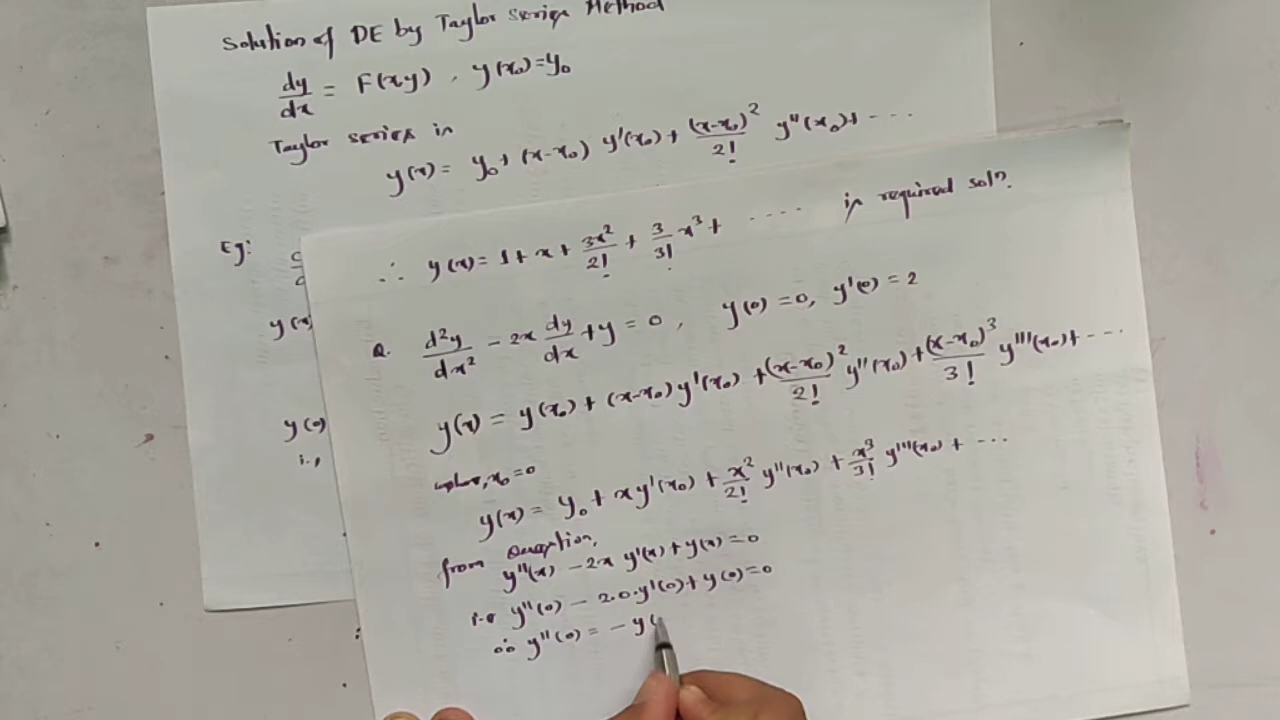 Solution of DE by Taylor Series Method
dy/dx = F(x,y) , y(x₀)=y₀
Taylor series is
y(x) = y₀ + (x-x₀) y'(x₀) + (x-x₀)²/2! y''(x₀) + ....
Eg:
y(x)
y(0)
i.,
∴ y(x) = 1 + x + 3x²/2! + 3/3! x³ + .... is required solⁿ.
Q. d²y/dx² - 2x dy/dx + y = 0 , y(0)=0, y'(0)=2
y(x) = y(x₀) + (x-x₀) y'(x₀) + (x-x₀)²/2! y''(x₀) + (x-x₀)³/3! y'''(x₀) + ....
x₀=0
y(x) = y₀ + x y'(x₀) + x²/2! y''(x₀) + x³/3! y'''(x₀) + ...
from Question,
y''(x) - 2x y'(x) + y(x) = 0
i.e y''(0) - 2.0.y'(0) + y(0) = 0
∴ y''(0) = - y(